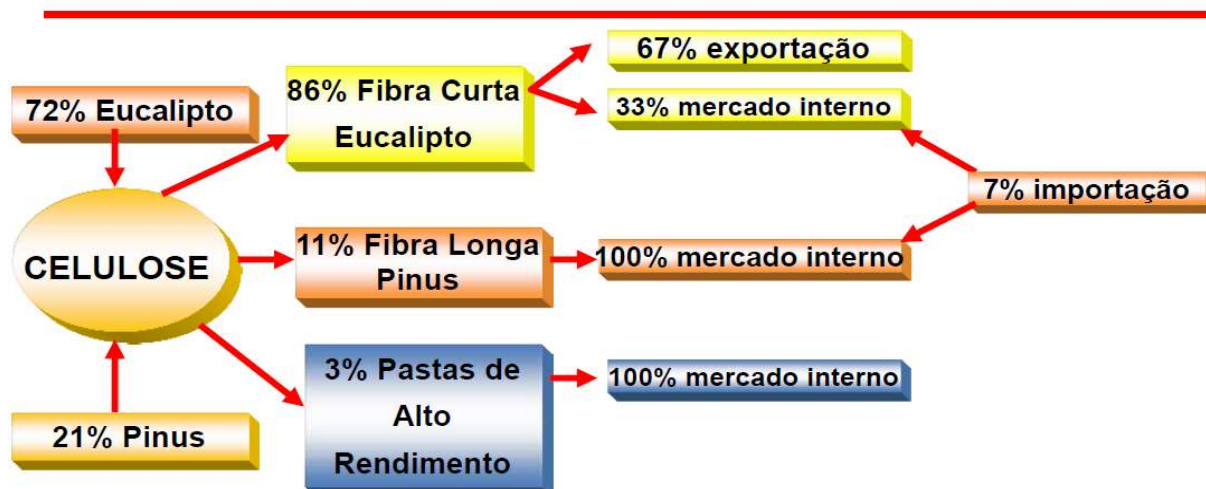 72% Eucalipto
CELULOSE
21% Pinus
86% Fibra Curta
Eucalipto
11% Fibra Longa
Pinus
3% Pastas de
Alto
Rendimento
67% exportação
33% mercado interno
100% mercado interno
100% mercado interno
7% importação